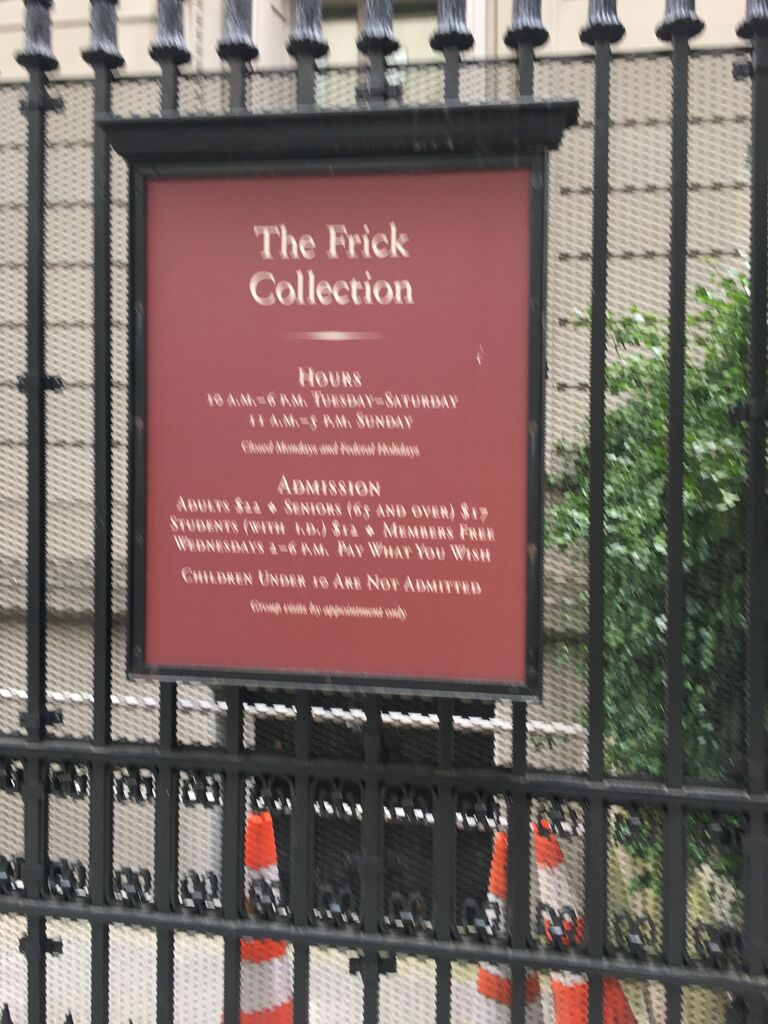 The Frick
Collection
Hours
10 A.M.–6 P.M. Tuesday–Saturday
11 A.M.–5 P.M. Sunday
Closed Mondays and Federal Holidays
Admission
Adults $22 ◆ Seniors (65 and over) $17
Students (with I.D.) $12 ◆ Members Free
Wednesdays 2–6 P.M. Pay What You Wish
Children Under 10 Are Not Admitted
Group visits by appointment only